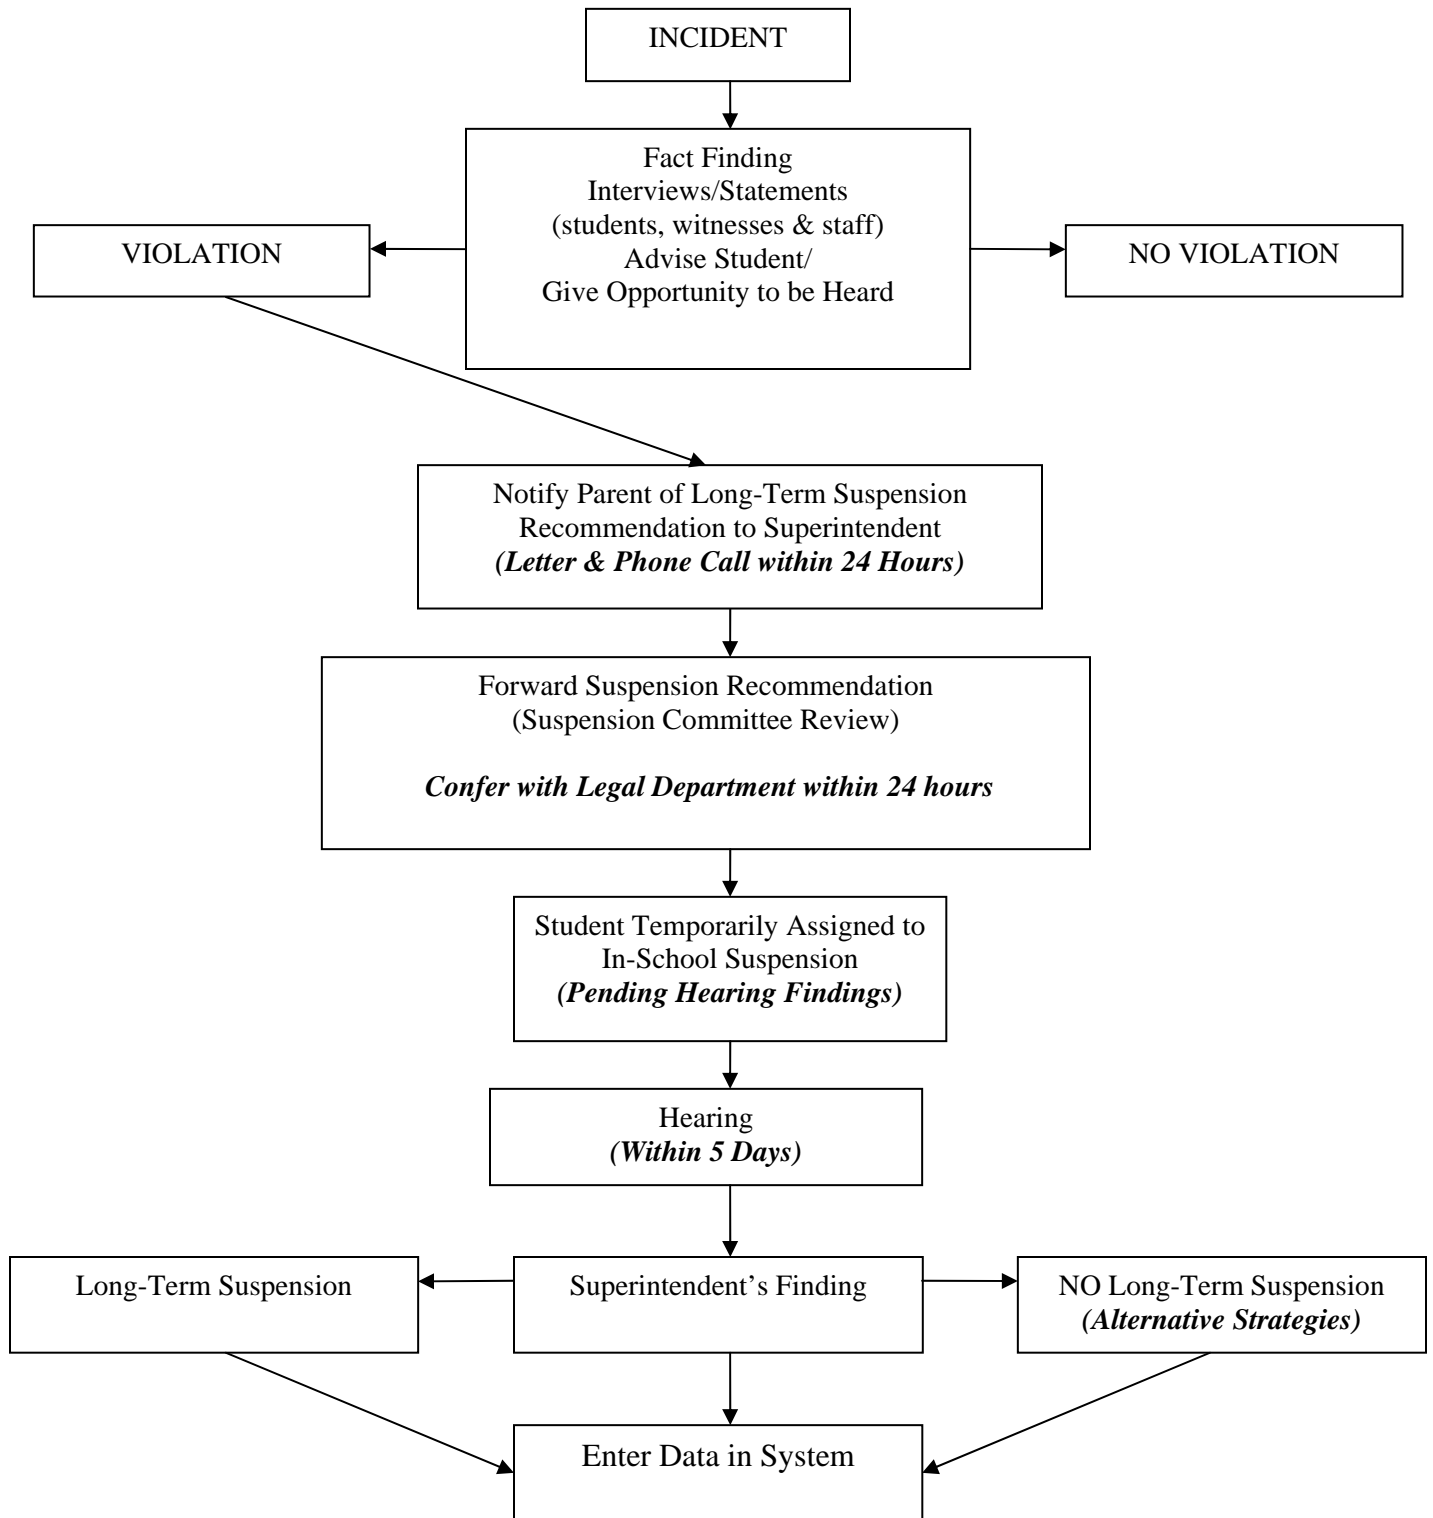 INCIDENT
Fact Finding
Interviews/Statements
(students, witnesses & staff)
Advise Student/
Give Opportunity to be Heard
VIOLATION
NO VIOLATION
Notify Parent of Long-Term Suspension
Recommendation to Superintendent
(Letter & Phone Call within 24 Hours)
Forward Suspension Recommendation
(Suspension Committee Review)
Confer with Legal Department within 24 hours
Student Temporarily Assigned to
In-School Suspension
(Pending Hearing Findings)
Hearing
(Within 5 Days)
Long-Term Suspension
Superintendent’s Finding
NO Long-Term Suspension
(Alternative Strategies)
Enter Data in System